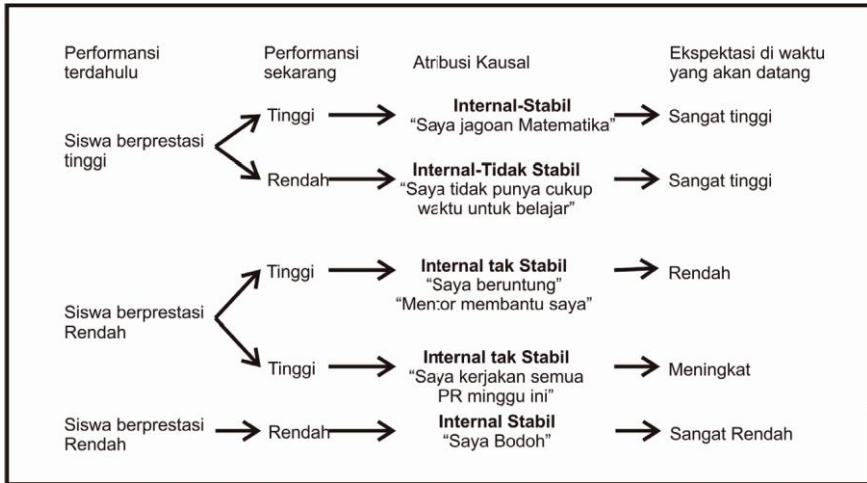 Performansi terdahulu
Performansi sekarang
Atribusi Kausal
Ekspektasi di waktu yang akan datang
Siswa berprestasi tinggi
Tinggi
Internal-Stabil
“Saya jagoan Matematika”
Sangat tinggi
Rendah
Internal-Tidak Stabil
“Saya tidak punya cukup
waktu untuk belajar”
Sangat tinggi
Siswa berprestasi
Rendah
Tinggi
Internal tak Stabil
“Saya beruntung”
“Mentor membantu saya”
Rendah
Tinggi
Internal tak Stabil
“Saya kerjakan semua
PR minggu ini”
Meningkat
Siswa berprestasi
Rendah
Rendah
Internal Stabil
“Saya Bodoh”
Sangat Rendah